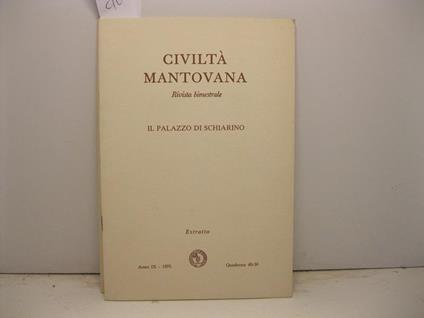 CIVILTÀ
MANTOVANA
Rivista bimestrale
IL PALAZZO DI SCHIARINO
Estratto
Anno IX - 1975
Quaderno 49-50